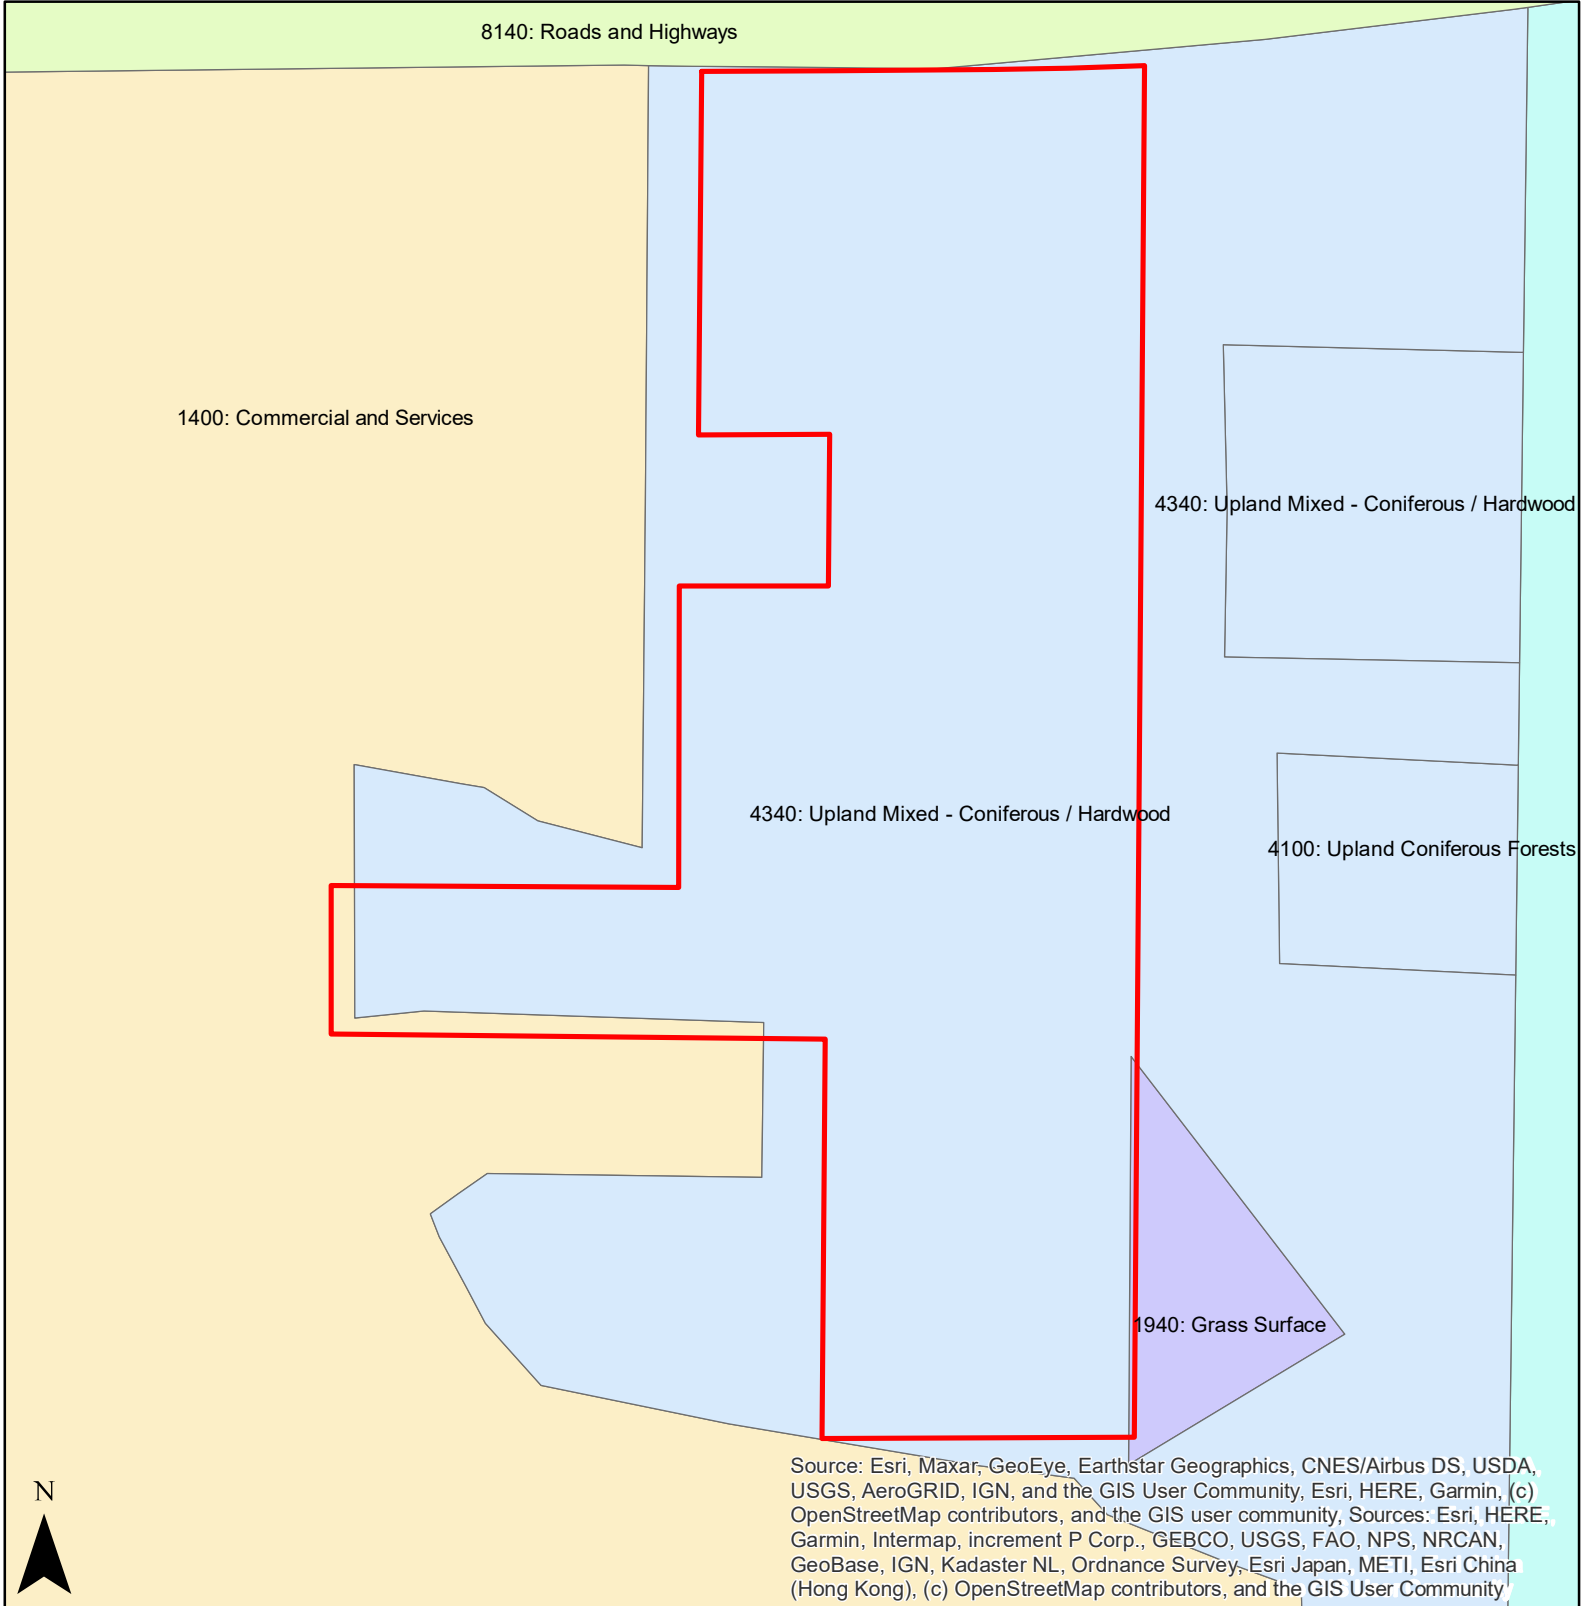 8140: Roads and Highways
1400: Commercial and Services
4340: Upland Mixed - Coniferous / Hardwood
4340: Upland Mixed - Coniferous / Hardwood
4100: Upland Coniferous Forests
1940: Grass Surface
N
Source: Esri, Maxar, GeoEye, Earthstar Geographics, CNES/Airbus DS, USDA,
USGS, AeroGRID, IGN, and the GIS User Community, Esri, HERE, Garmin, (c)
OpenStreetMap contributors, and the GIS user community, Sources: Esri, HERE,
Garmin, Intermap, increment P Corp., GEBCO, USGS, FAO, NPS, NRCAN,
GeoBase, IGN, Kadaster NL, Ordnance Survey, Esri Japan, METI, Esri China
(Hong Kong), (c) OpenStreetMap contributors, and the GIS User Community